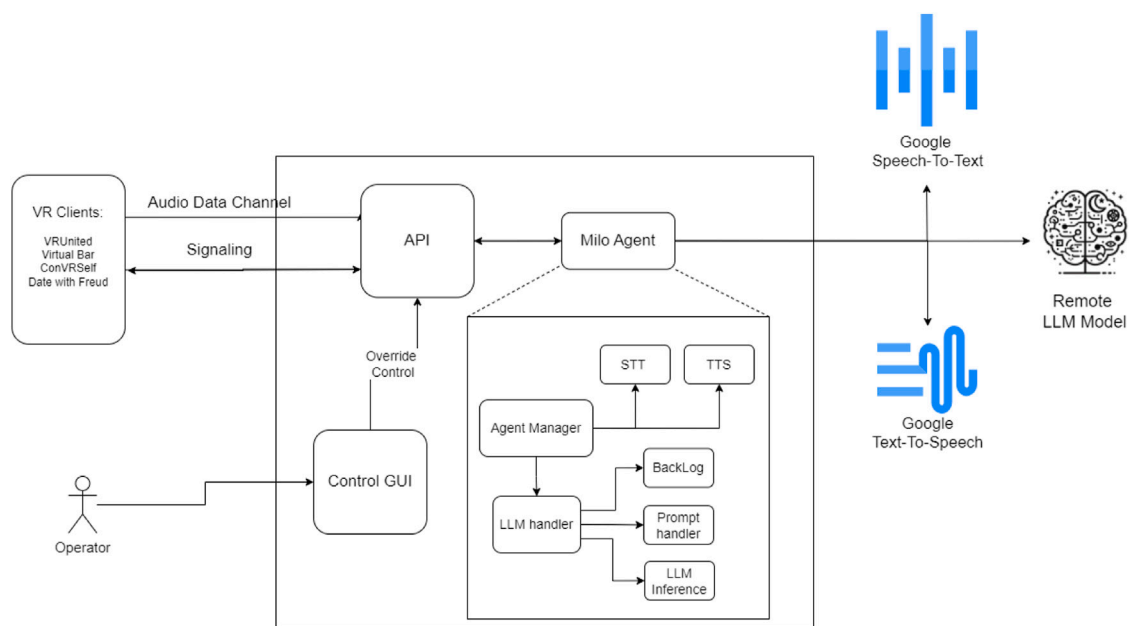 Google
Speech-To-Text
VR Clients:
VRUnited
Virtual Bar
ConVRSelf
Date with Freud
Audio Data Channel
Signaling
API
Milo Agent
Remote
LLM Model
Override
Control
STT
TTS
Google
Text-To-Speech
Agent Manager
Control GUI
BackLog
LLM handler
Prompt
handler
Operator
LLM
Inference